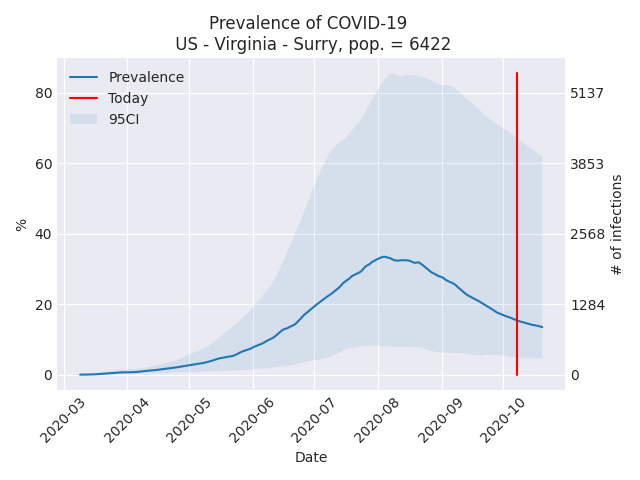 Prevalence of COVID-19
US - Virginia - Surry, pop. = 6422
Prevalence
Today
95CI
80
60
40
20
0
%
5137
3853
2568
1284
0
# of infections
2020-03
2020-04
2020-05
2020-06
2020-07
2020-08
2020-09
2020-10
Date